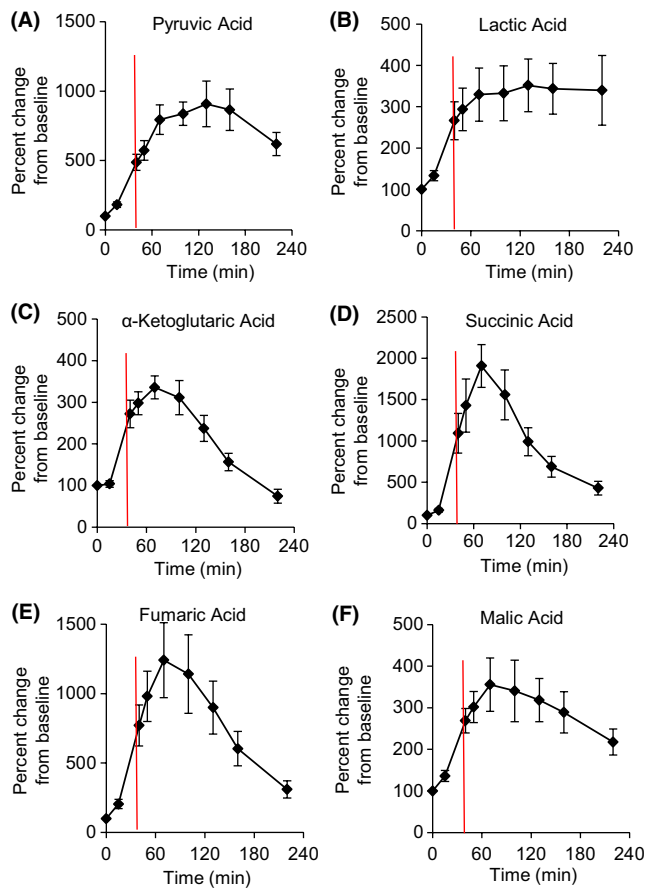 (A) Pyruvic Acid
Percent change
from baseline
1500
1000
500
0
0 60 120 180 240
Time (min)
(B) Lactic Acid
Percent change
from baseline
500
400
300
200
100
0
0 60 120 180 240
Time (min)
(C) α-Ketoglutaric Acid
Percent change
from baseline
500
400
300
200
100
0
0 60 120 180 240
Time (min)
(D) Succinic Acid
Percent change
from baseline
2500
2000
1500
1000
500
0
0 60 120 180 240
Time (min)
(E) Fumaric Acid
Percent change
from baseline
1500
1000
500
0
0 60 120 180 240
Time (min)
(F) Malic Acid
Percent change
from baseline
500
400
300
200
100
0
0 60 120 180 240
Time (min)